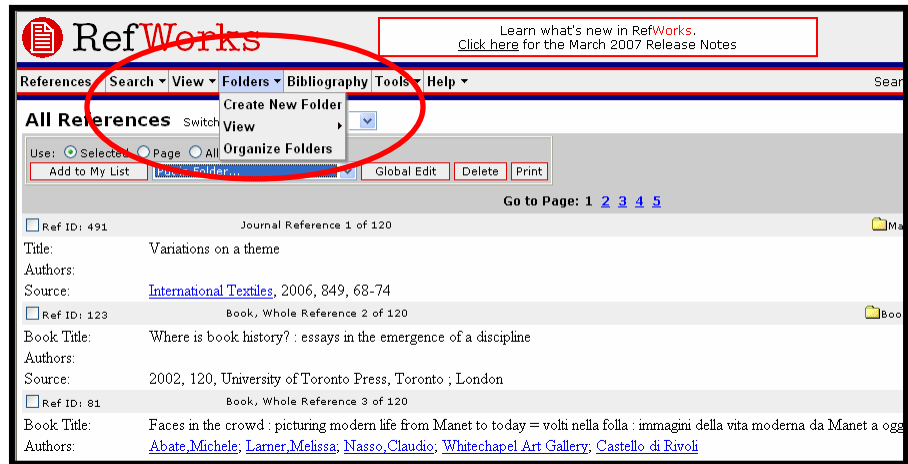 RefWorks
Learn what's new in RefWorks.
Click here for the March 2007 Release Notes
References Search View Folders Bibliography Tools Help
Create New Folder
View
Organize Folders
All References Switch
Use: Selected Page All
Add to My List Folder... Global Edit Delete Print
Go to Page: 1 2 3 4 5
Ref ID: 491 Journal Reference 1 of 120
Title: Variations on a theme
Authors:
Source: International Textiles, 2006, 849, 68-74
Ref ID: 123 Book, Whole Reference 2 of 120
Book Title: Where is book history? : essays in the emergence of a discipline
Authors:
Source: 2002, 120, University of Toronto Press, Toronto ; London
Ref ID: 81 Book, Whole Reference 3 of 120
Book Title: Faces in the crowd : picturing modern life from Manet to today = volti nella folla : immagini della vita moderna da Manet a ogg
Authors: Abate,Michele; Larner,Melissa; Nasso,Claudio; Whitechapel Art Gallery; Castello di Rivoli